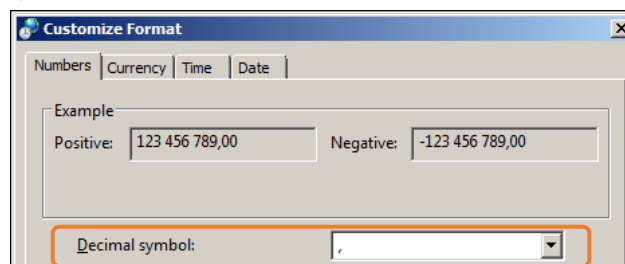 Customize Format
Numbers Currency Time Date
Example
Positive: 123 456 789,00 Negative: -123 456 789,00
Decimal symbol: ,